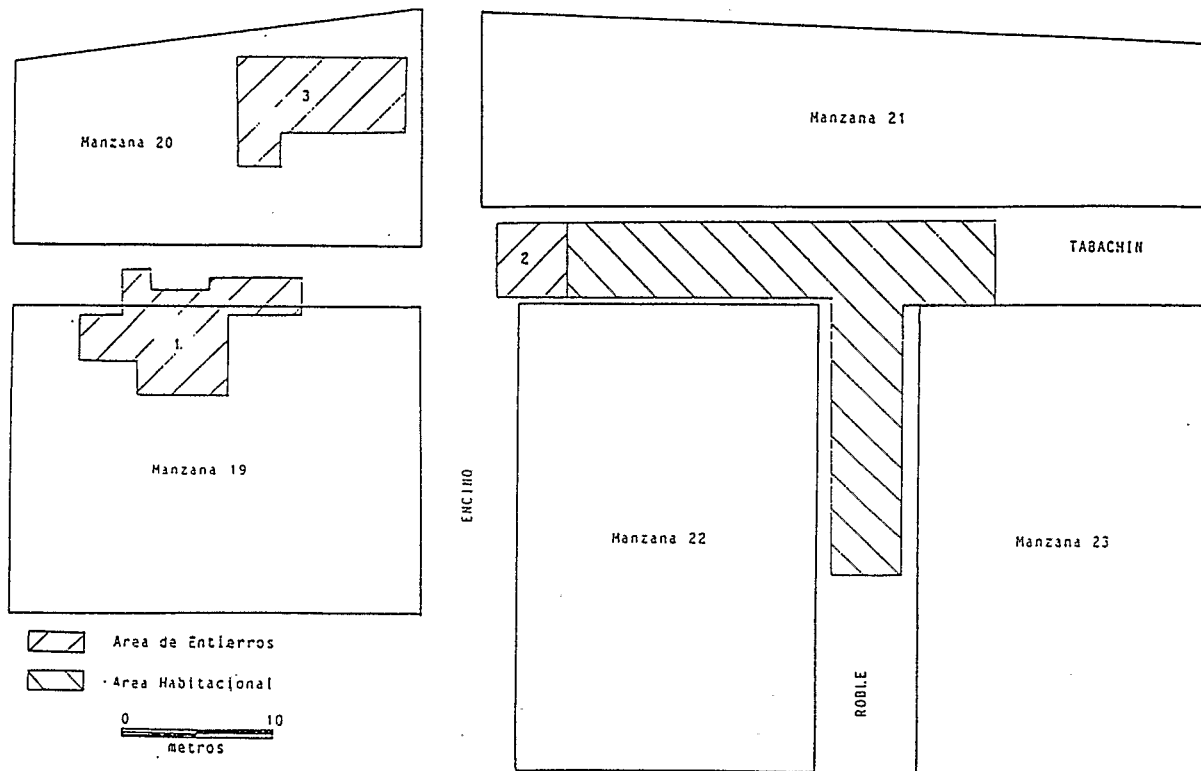 3
Manzana 20
Manzana 21
2
TABACHIN
1.
Manzana 19
ENCINO
Manzana 22
Manzana 23
ROBLE
Area de Entierros
Area Habitacional
0 10
metros